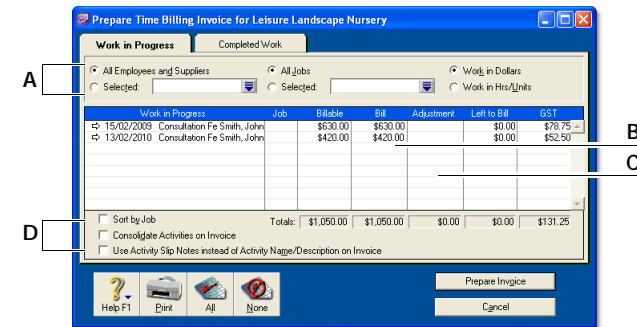 Prepare Time Billing Invoice for Leisure Landscape Nursery
Work in Progress Completed Work
A
All Employees and Suppliers All Jobs Work in Dollars
Selected: Selected: Work in Hrs/Units
Work in Progress Job Billable Bill Adjustment Left to Bill GST
15/02/2009 Consultation Fe Smith, John $630.00 $630.00 $0.00 $78.75
13/02/2010 Consultation Fe Smith, John $420.00 $420.00 $0.00 $52.50
B
C
D
Sort by Job Totals: $1,050.00 $1,050.00 $0.00 $0.00 $131.25
Consolidate Activities on Invoice
Use Activity Slip Notes instead of Activity Name/Description on Invoice
Help F1 Print All None
Prepare Invoice
Cancel